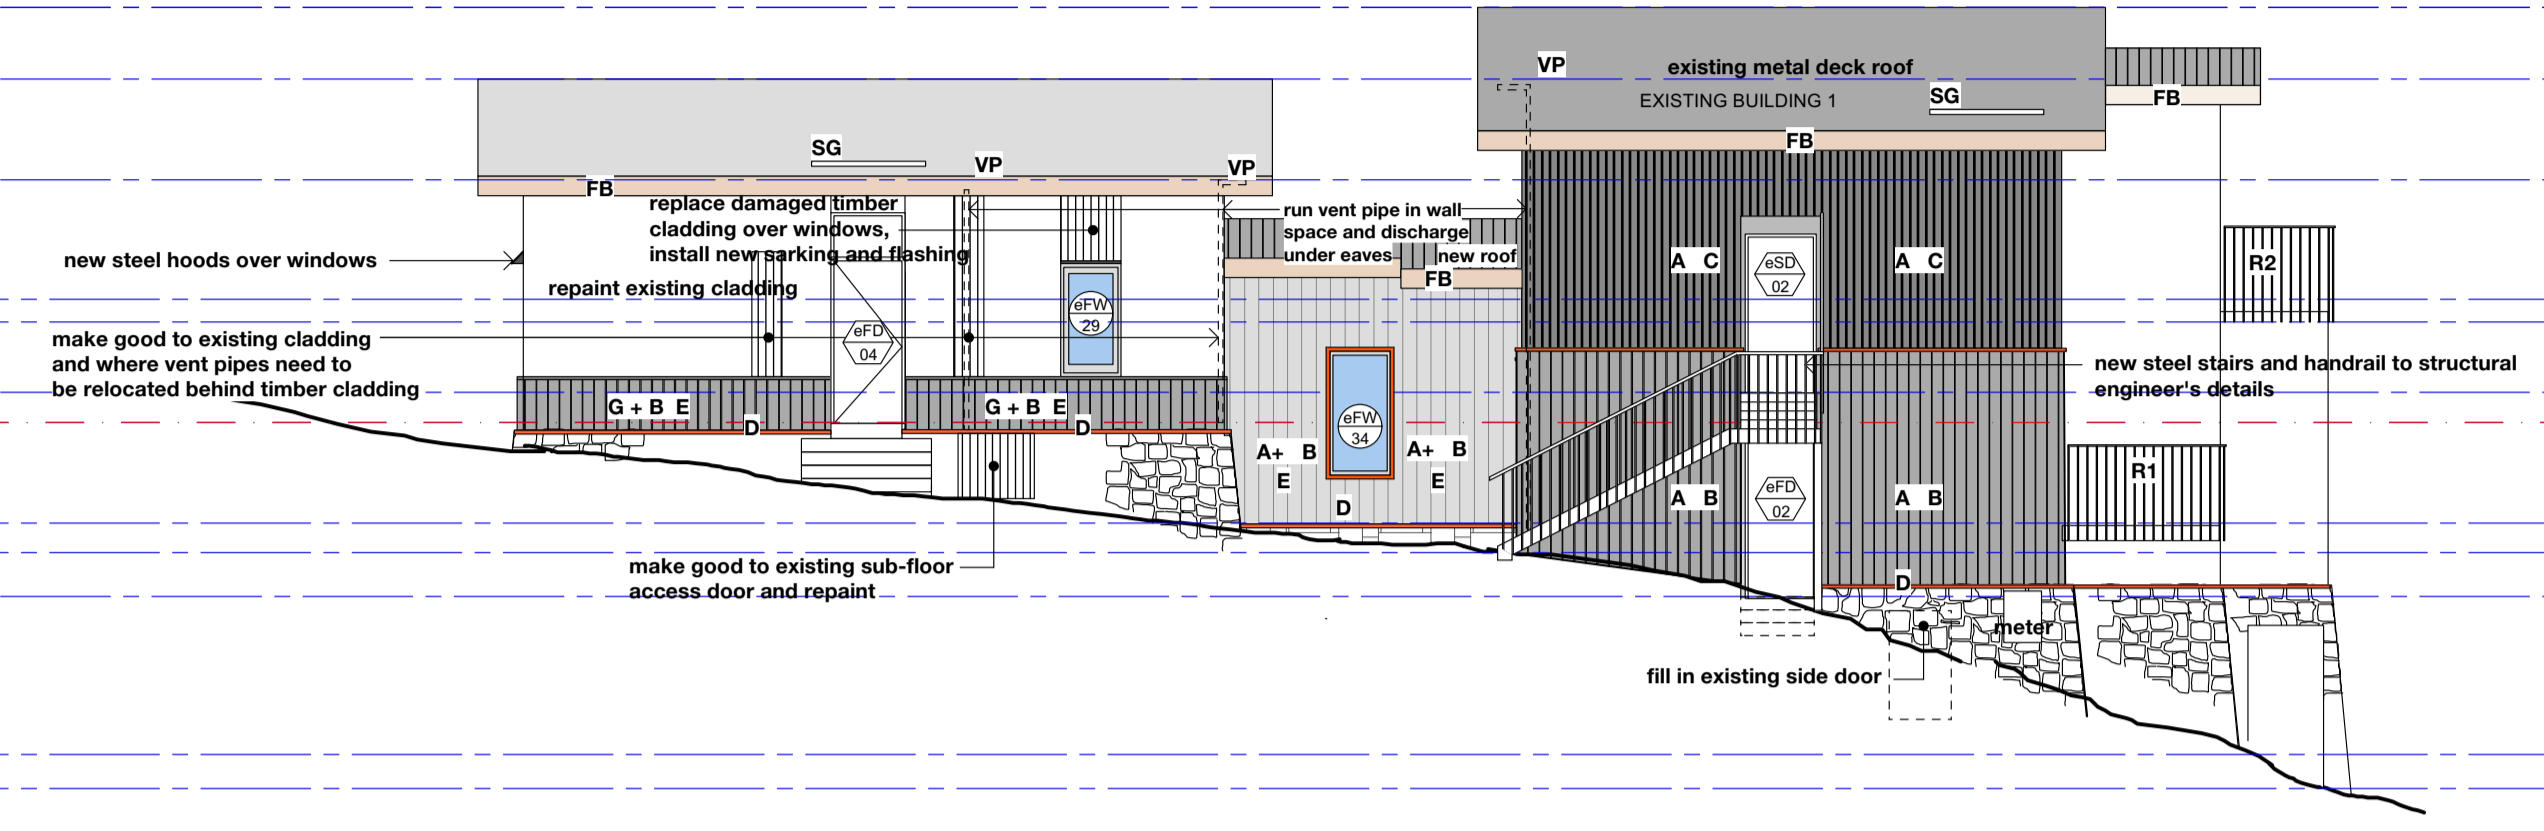 VP
existing metal deck roof
EXISTING BUILDING 1
SG
FB
FB
SG
VP
VP
FB
replace damaged timber
cladding over windows,
install new sarking and flashing
run vent pipe in wall
space and discharge
under eaves
new roof
FB
new steel hoods over windows
repaint existing cladding
make good to existing cladding
and where vent pipes need to
be relocated behind timber cladding
eFD
04
eFW
29
A C
eSD
02
A C
R2
new steel stairs and handrail to structural
engineer's details
G + B E
D
G + B E
D
eFW
34
A+ B
E
A+ B
E
D
A B
eFD
02
A B
R1
D
make good to existing sub-floor
access door and repaint
meter
fill in existing side door